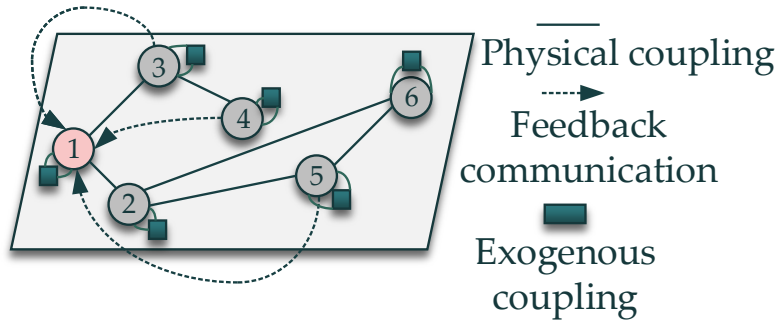 3
4
6
1
5
2
Physical coupling
Feedback
communication
Exogenous
coupling